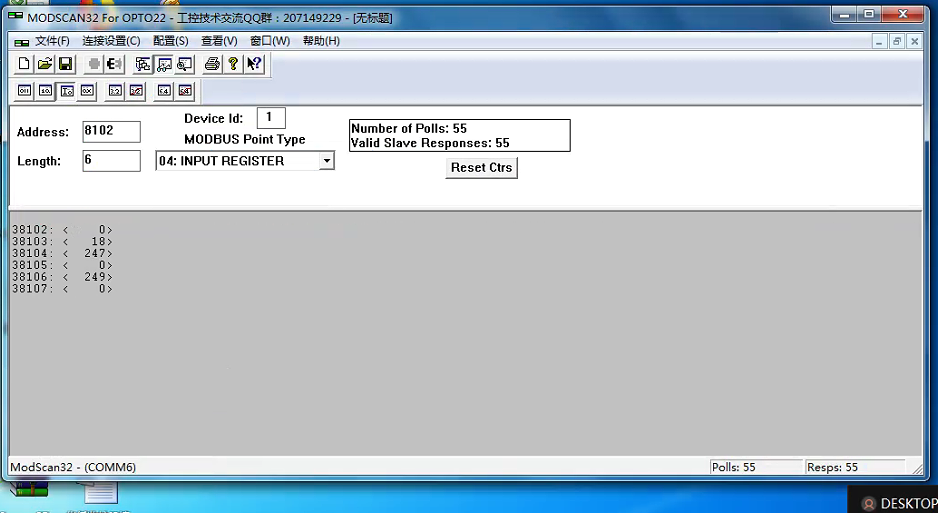 MODSCAN32 For OPTO22 - 工控技术交流QQ群：207149229 - [无标题]
文件(F) 连接设置(C) 配置(S) 查看(V) 窗口(W) 帮助(H)
Device Id: 1
Address: 8102
MODBUS Point Type
Length: 6
04: INPUT REGISTER
Number of Polls: 55
Valid Slave Responses: 55
Reset Ctrs
38102: < 0>
38103: < 18>
38104: < 247>
38105: < 0>
38106: < 249>
38107: < 0>
ModScan32 - (COMM6)
Polls: 55
Resps: 55
DESKTOP